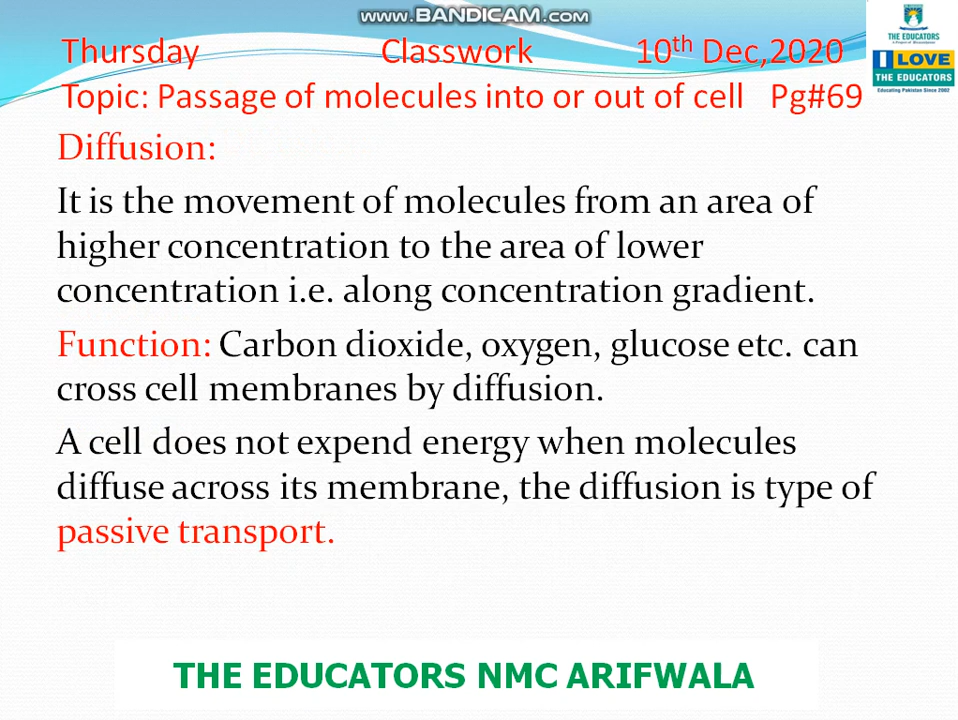 www.BANDICAM.com
THE EDUCATORS
I LOVE
THE EDUCATORS
Educating Pakistan Since 2002
Thursday Classwork 10th Dec,2020
Topic: Passage of molecules into or out of cell Pg#69
Diffusion:
It is the movement of molecules from an area of
higher concentration to the area of lower
concentration i.e. along concentration gradient.
Function: Carbon dioxide, oxygen, glucose etc. can
cross cell membranes by diffusion.
A cell does not expend energy when molecules
diffuse across its membrane, the diffusion is type of
passive transport.
THE EDUCATORS NMC ARIFWALA